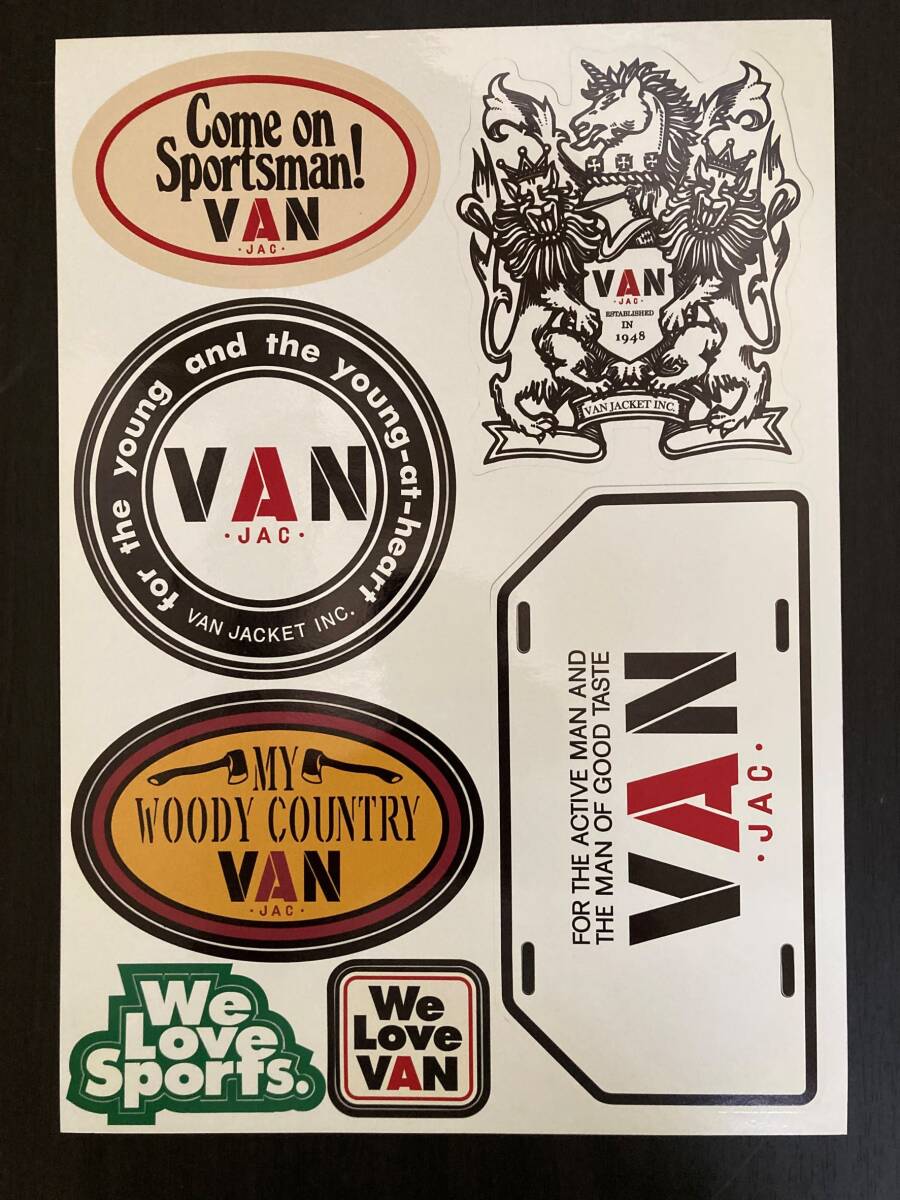 Come on
Sportsman!
VAN
·JAC·
VAN
·JAC·
ESTABLISHED
IN
1948
VAN JACKET INC.
for the young and the young-at-heart
VAN
·JAC·
VAN JACKET INC.
FOR THE ACTIVE MAN AND
THE MAN OF GOOD TASTE
VAN
·JAC·
MY
WOODY COUNTRY
VAN
·JAC·
We
Love
Sports.
We
Love
VAN